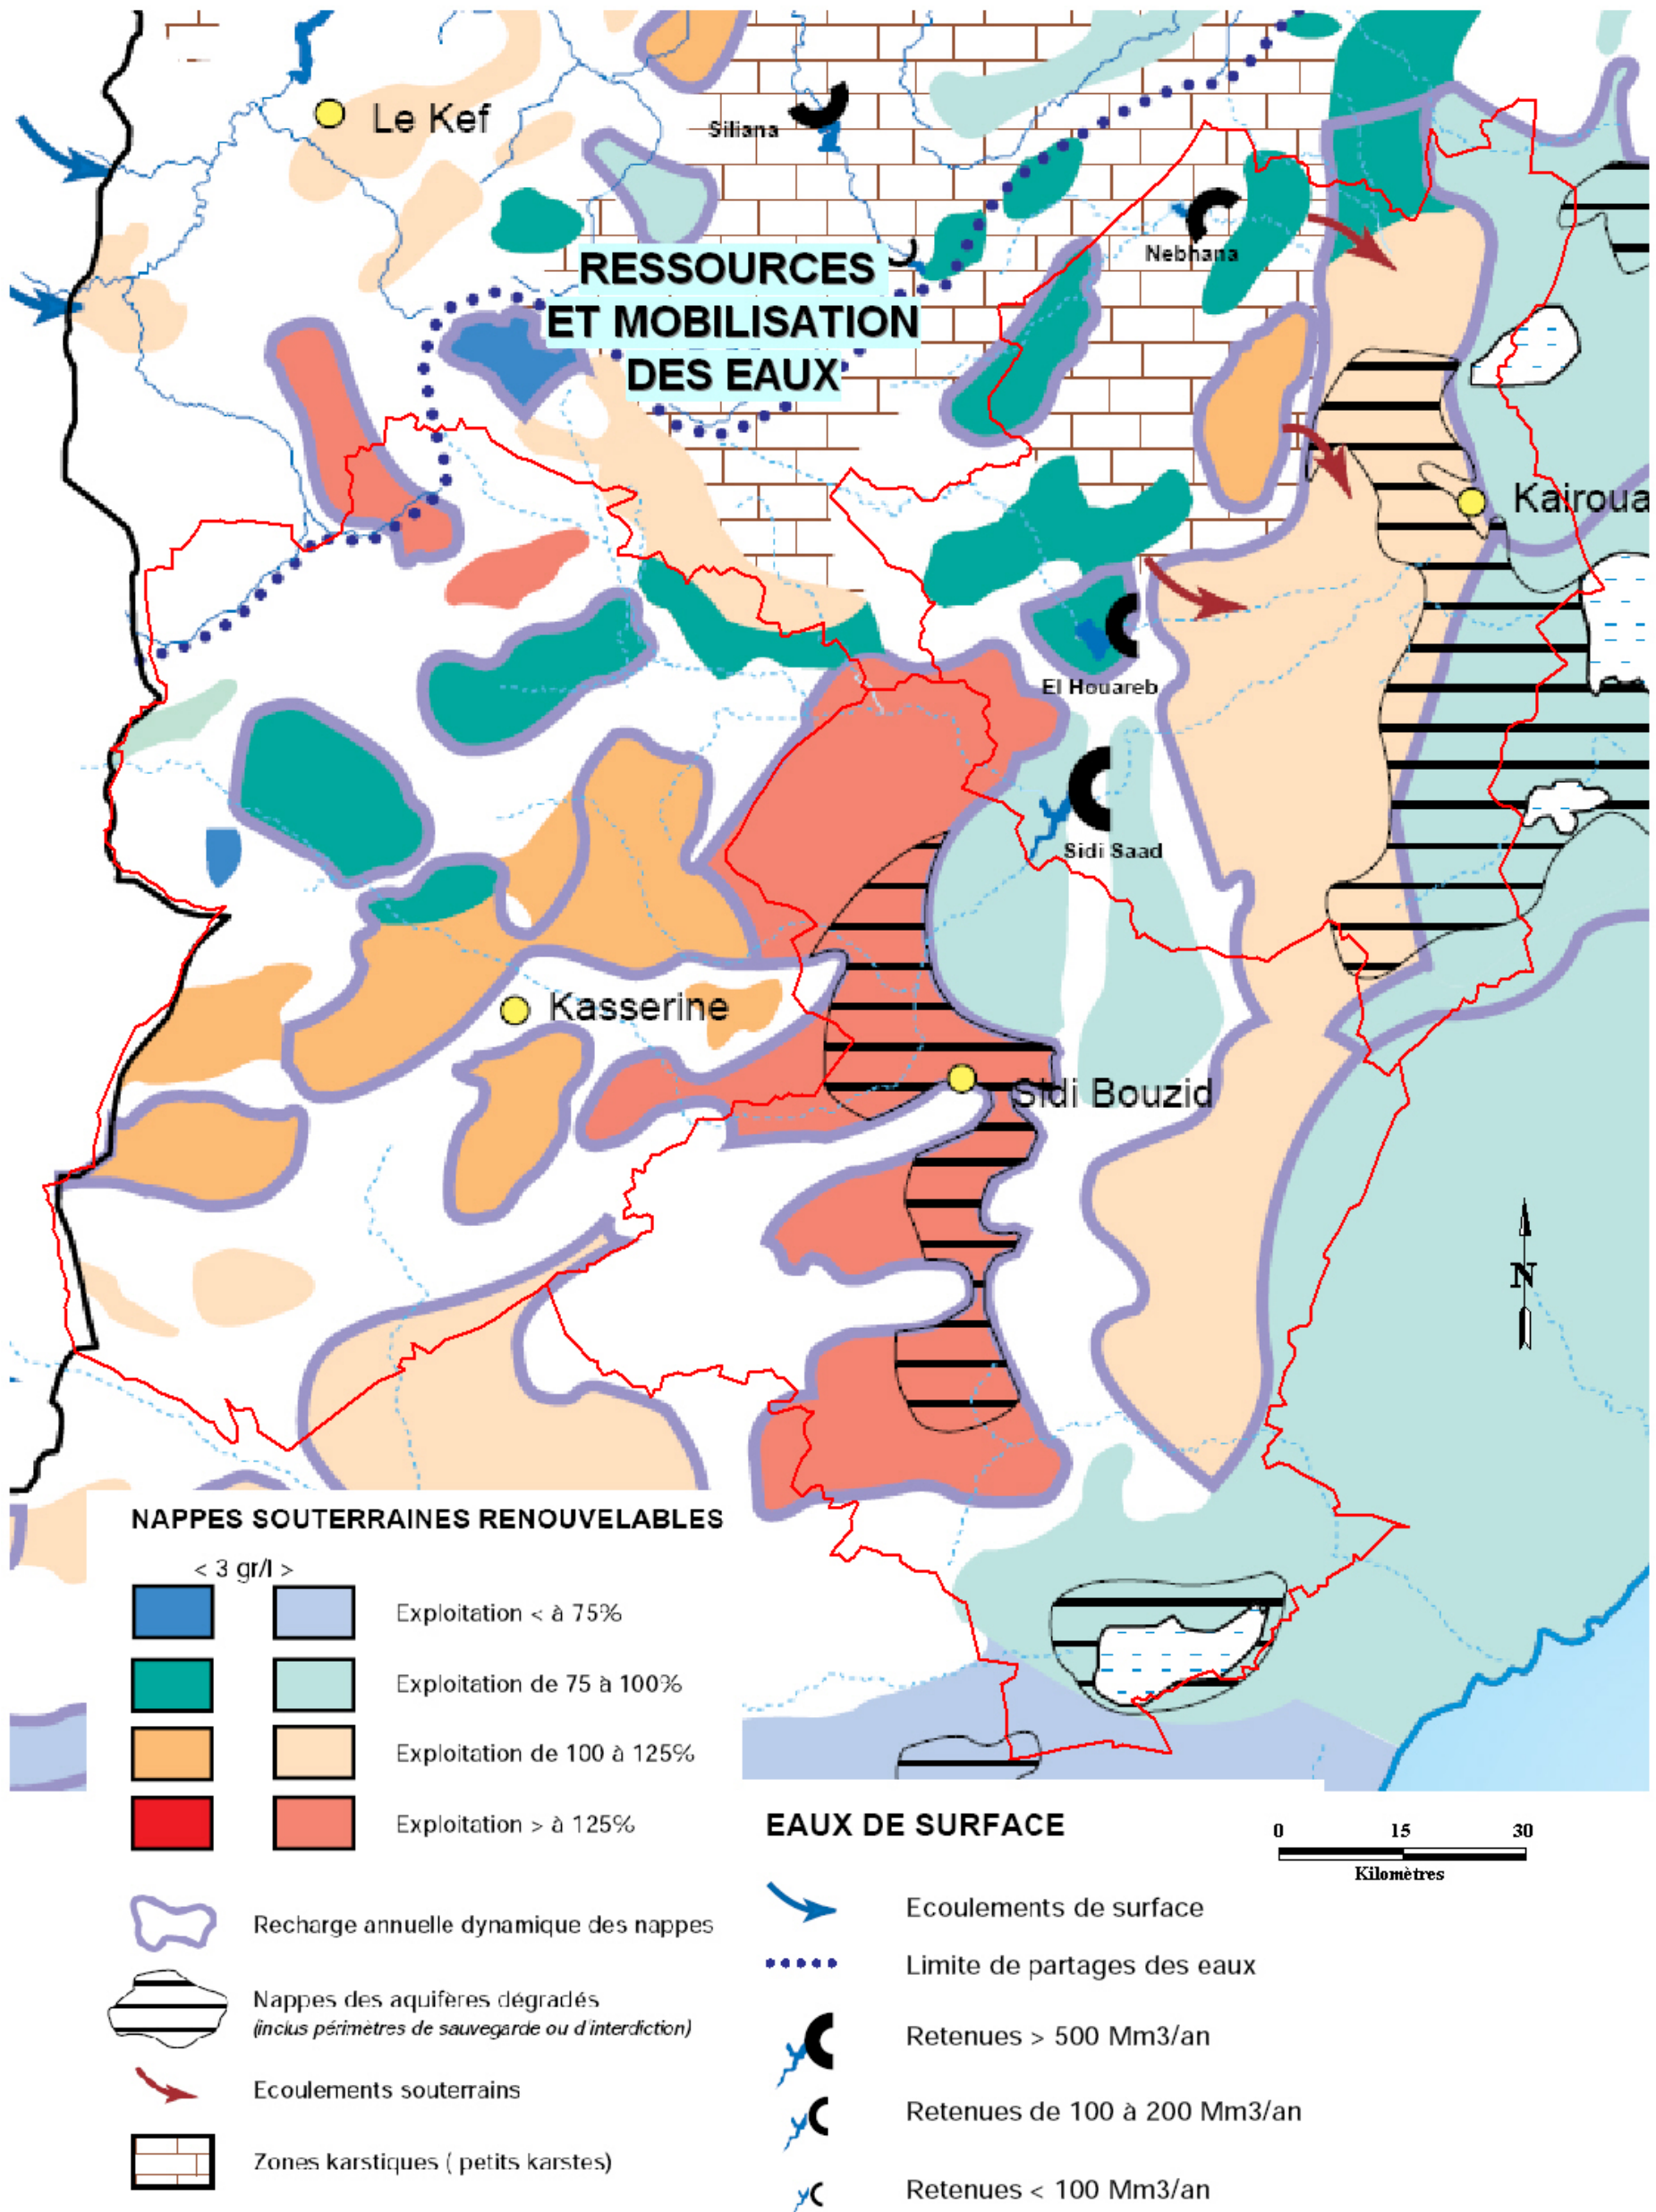 Le Kef
Siliana
Nebhana
RESSOURCES
ET MOBILISATION
DES EAUX
Kairoua
El Houareb
Sidi Saad
Kasserine
Sidi Bouzid
N
NAPPES SOUTERRAINES RENOUVELABLES
< 3 gr/l >
Exploitation < à 75%
Exploitation de 75 à 100%
Exploitation de 100 à 125%
Exploitation > à 125%
Recharge annuelle dynamique des nappes
Nappes des aquifères dégradés
(inclus périmètres de sauvegarde ou d'interdiction)
Ecoulements souterrains
Zones karstiques ( petits karstes)
EAUX DE SURFACE
0 15 30
Kilomètres
Ecoulements de surface
Limite de partages des eaux
Retenues > 500 Mm3/an
Retenues de 100 à 200 Mm3/an
Retenues < 100 Mm3/an